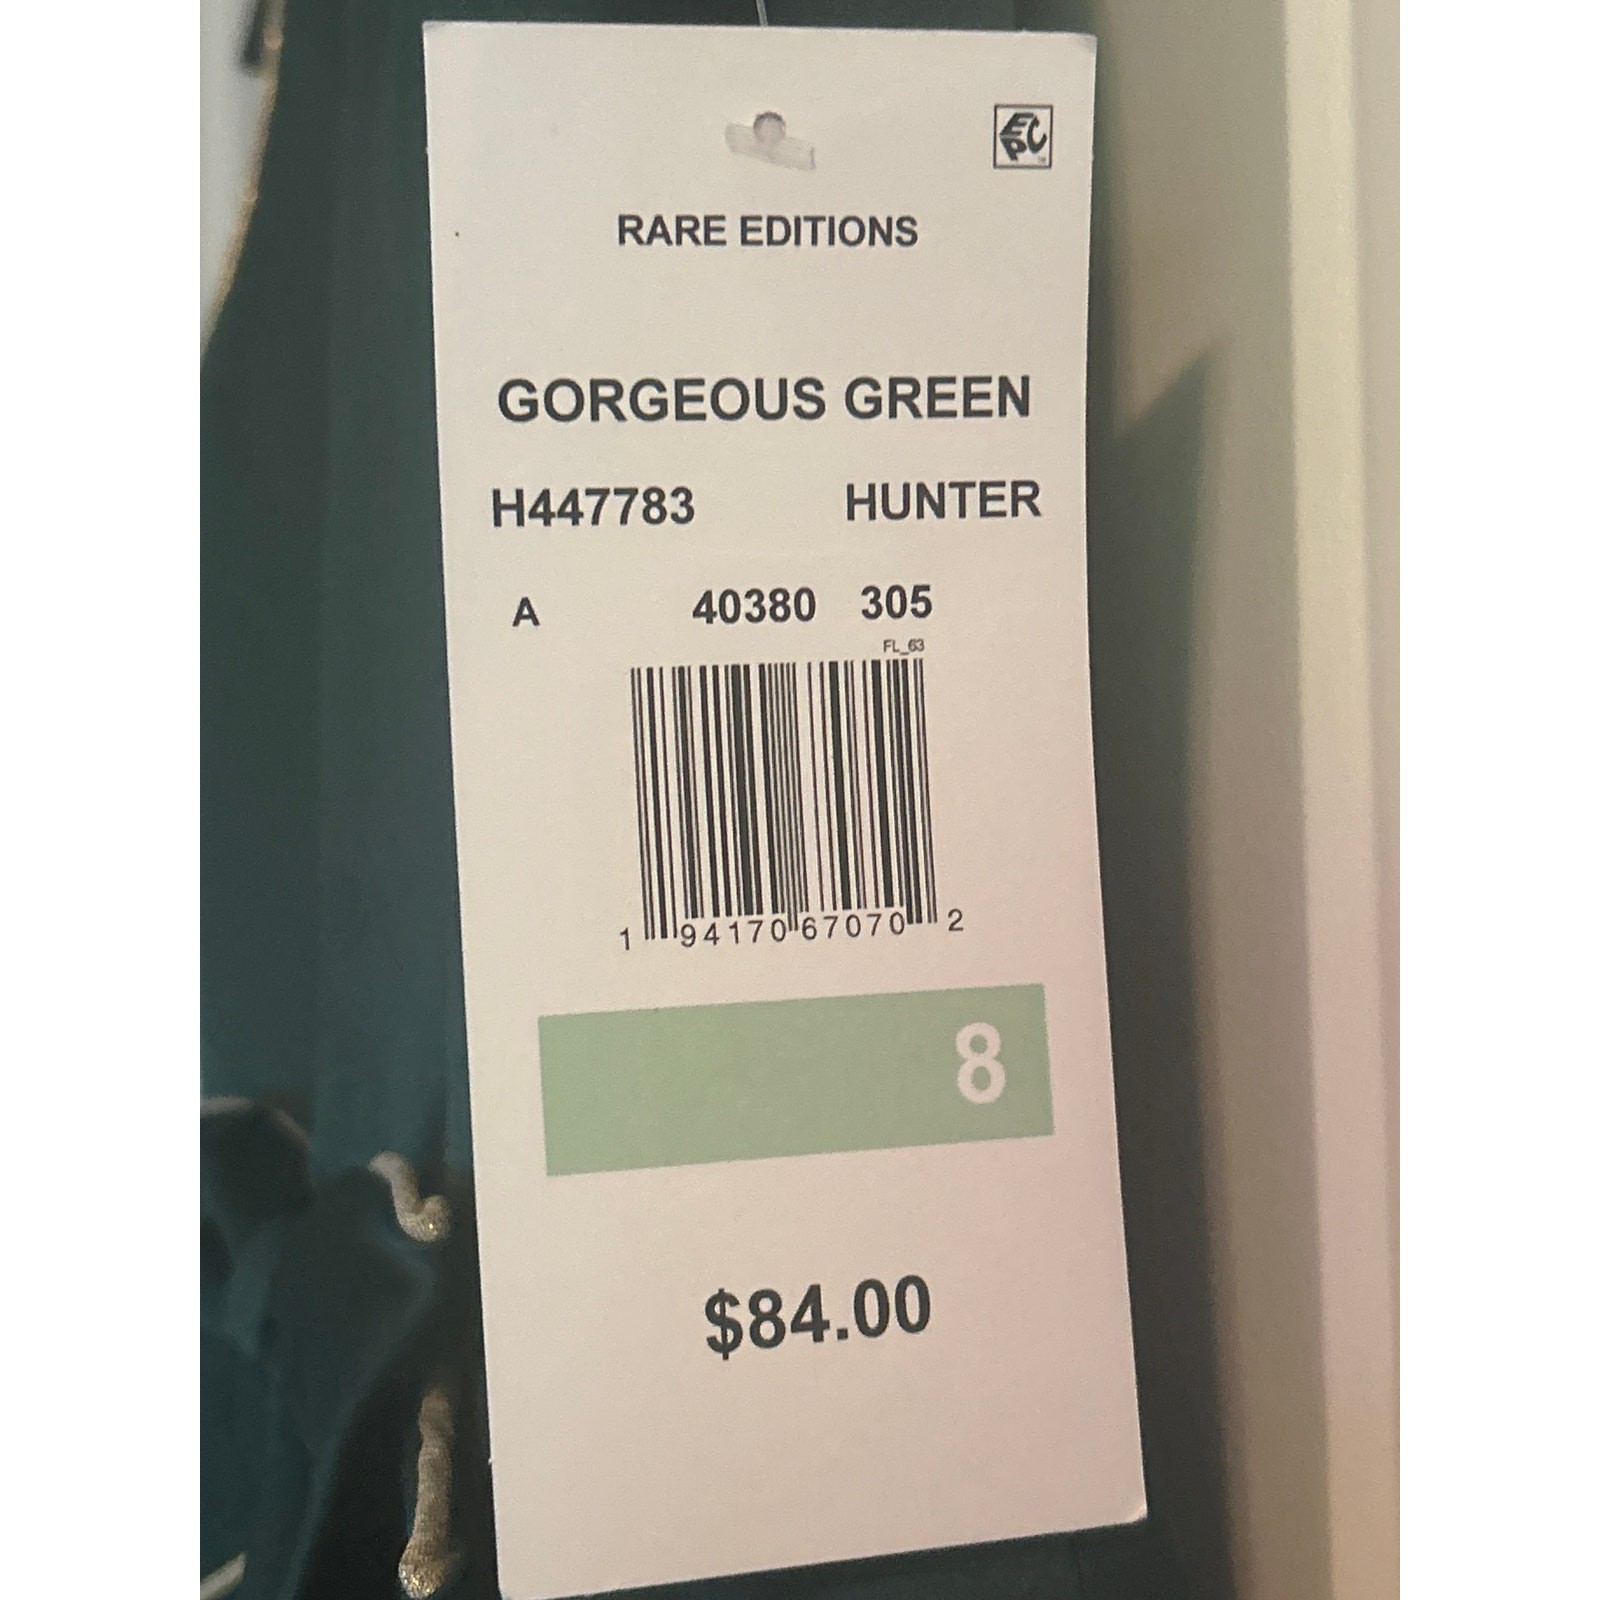 EPC
RARE EDITIONS
GORGEOUS GREEN
H447783 HUNTER
A 40380 305
FL_63
1 94170 67070 2
8
$84.00